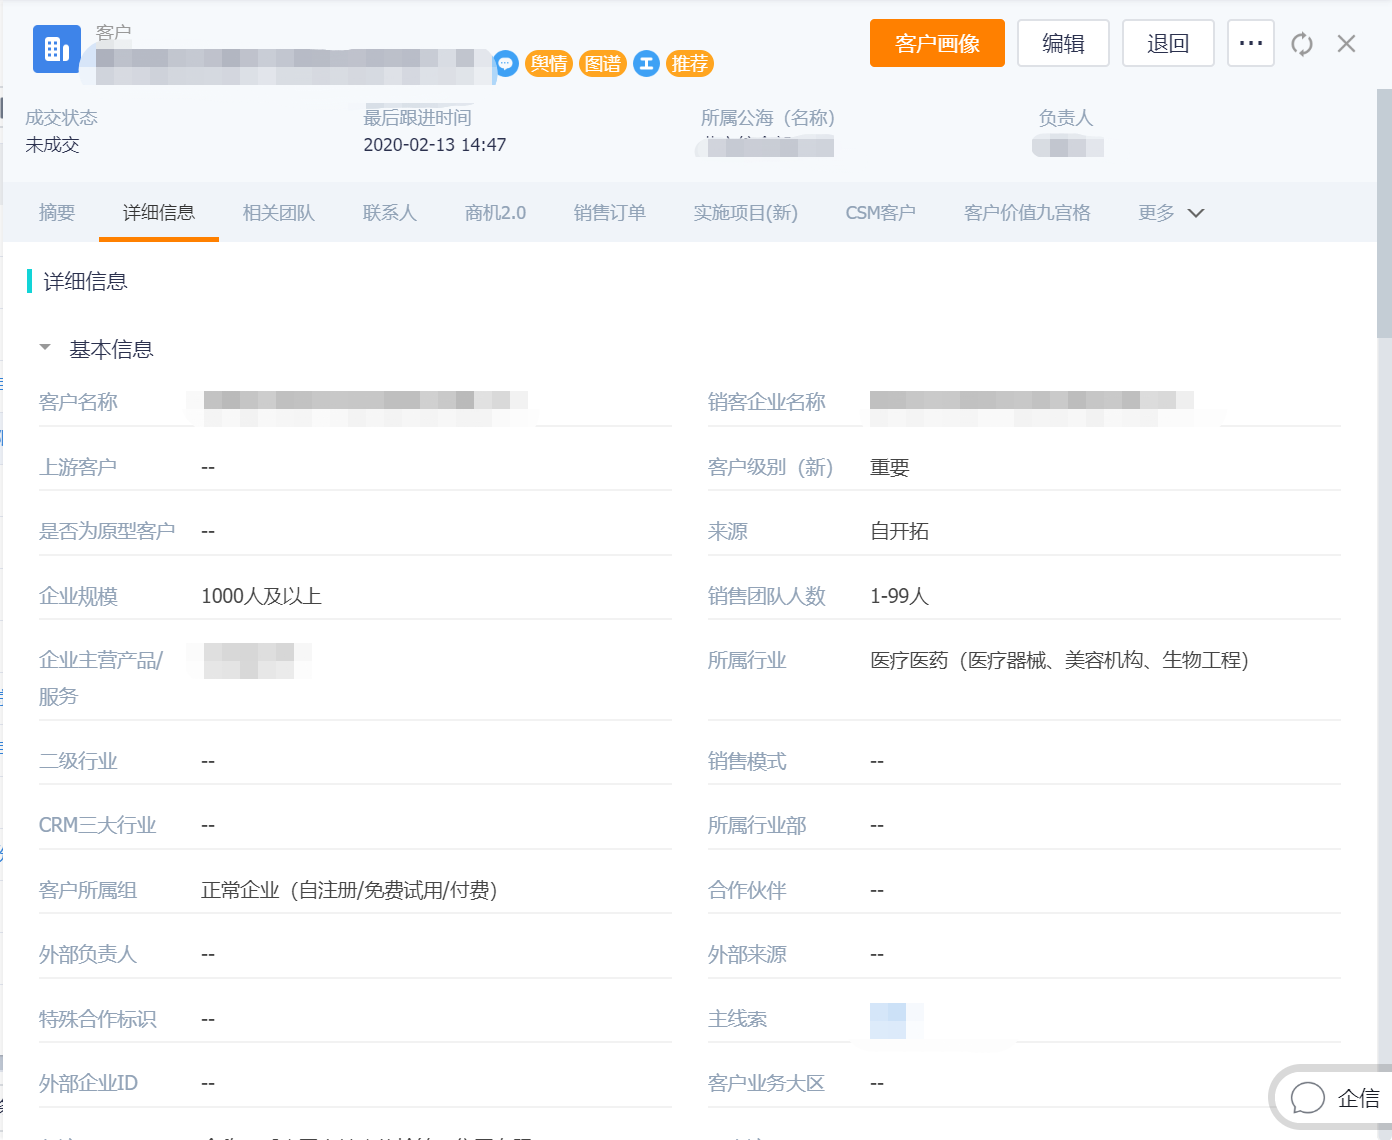 客户
舆情 图谱 工 推荐
客户画像 编辑 退回 ···
成交状态 最后跟进时间 所属公海（名称） 负责人
未成交 2020-02-13 14:47
摘要 详细信息 相关团队 联系人 商机2.0 销售订单 实施项目(新) CSM客户 客户价值九宫格 更多
详细信息
基本信息
客户名称 销客企业名称
上游客户 -- 客户级别（新） 重要
是否为原型客户 -- 来源 自开拓
企业规模 1000人及以上 销售团队人数 1-99人
企业主营产品/ 所属行业 医疗医药（医疗器械、美容机构、生物工程）
服务
二级行业 -- 销售模式 --
CRM三大行业 -- 所属行业部 --
客户所属组 正常企业（自注册/免费试用/付费） 合作伙伴 --
外部负责人 -- 外部来源 --
特殊合作标识 -- 主线索
外部企业ID -- 客户业务大区 --
企信